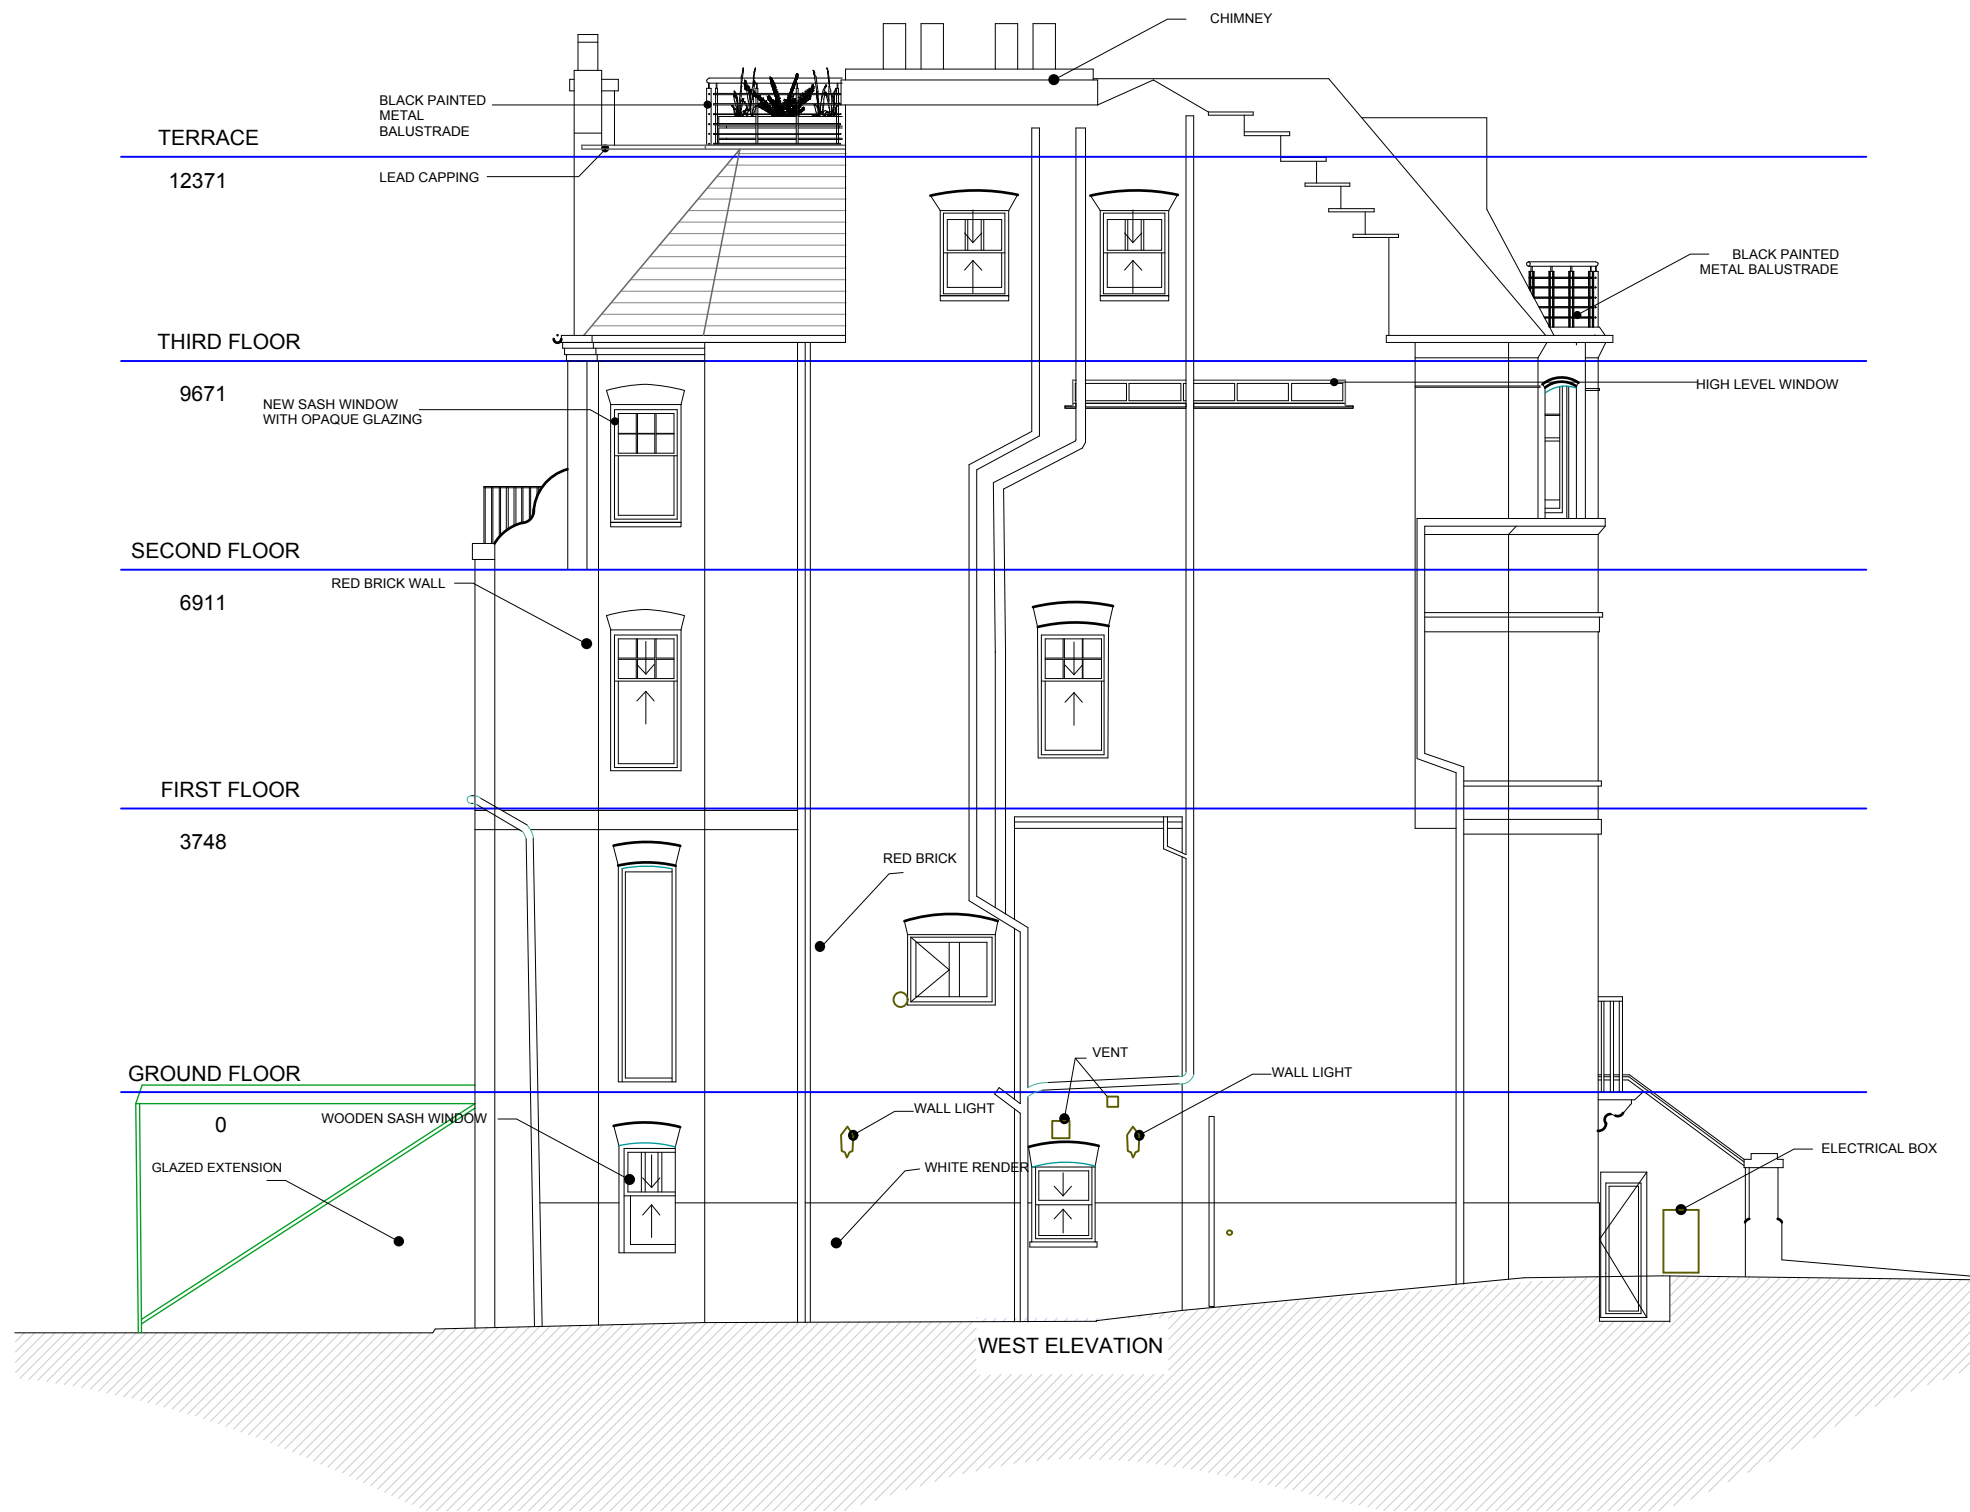 CHIMNEY
BLACK PAINTED
METAL
BALUSTRADE
TERRACE
12371
LEAD CAPPING
BLACK PAINTED
METAL BALUSTRADE
THIRD FLOOR
9671
HIGH LEVEL WINDOW
NEW SASH WINDOW
WITH OPAQUE GLAZING
SECOND FLOOR
RED BRICK WALL
6911
FIRST FLOOR
3748
RED BRICK
VENT
GROUND FLOOR
WALL LIGHT
WALL LIGHT
0
WOODEN SASH WINDOW
ELECTRICAL BOX
GLAZED EXTENSION
WHITE RENDER
WEST ELEVATION